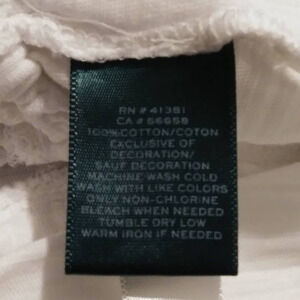 RN # 41381
CA # 56658
100% COTTON/COTON
EXCLUSIVE OF
DECORATION/
SAUF DECORATION
MACHINE WASH COLD
WASH WITH LIKE COLORS
ONLY NON-CHLORINE
BLEACH WHEN NEEDED
TUMBLE DRY LOW
WARM IRON IF NEEDED